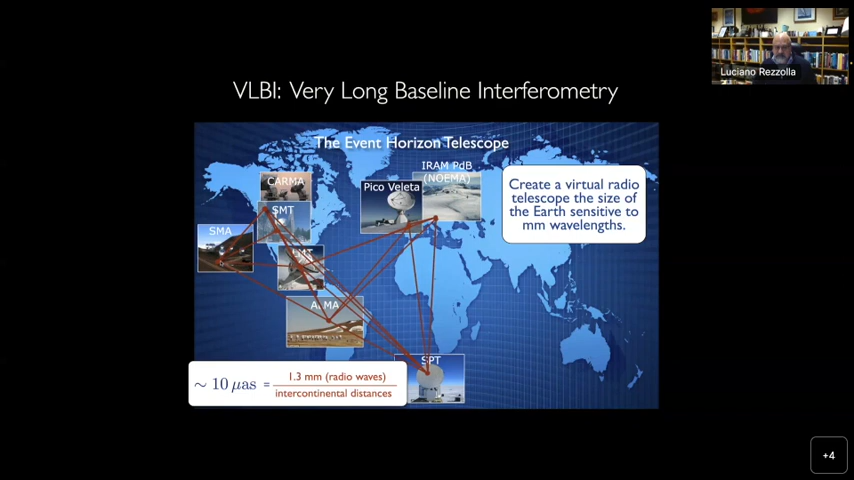 Luciano Rezzolla
VLBI: Very Long Baseline Interferometry
The Event Horizon Telescope
IRAM PdB
(NOEMA)
CARMA
Pico Veleta
SMT
SMA
LMT
ALMA
SPT
Create a virtual radio
telescope the size of
the Earth sensitive to
mm wavelengths.
∼ 10 μas = 1.3 mm (radio waves)
intercontinental distances
+4